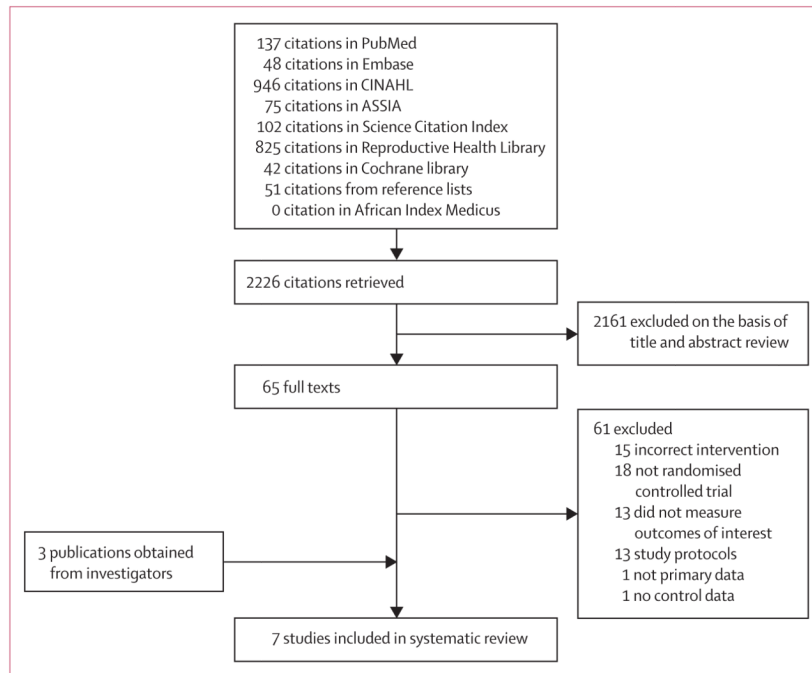 137 citations in PubMed
48 citations in Embase
946 citations in CINAHL
75 citations in ASSIA
102 citations in Science Citation Index
825 citations in Reproductive Health Library
42 citations in Cochrane library
51 citations from reference lists
0 citation in African Index Medicus
2226 citations retrieved
2161 excluded on the basis of
title and abstract review
65 full texts
61 excluded
15 incorrect intervention
18 not randomised
controlled trial
13 did not measure
outcomes of interest
13 study protocols
1 not primary data
1 no control data
3 publications obtained
from investigators
7 studies included in systematic review